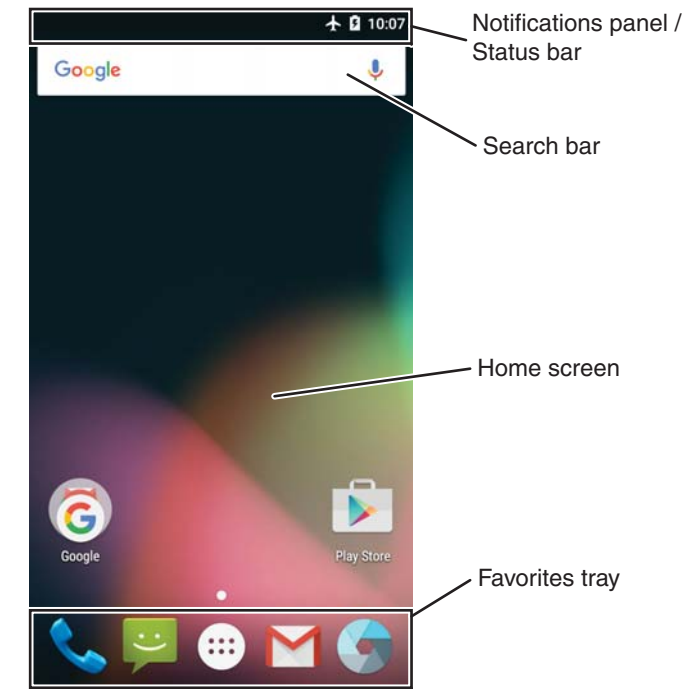 10:07
Notifications panel /
Status bar
Google
Search bar
Home screen
Google
Play Store
Favorites tray